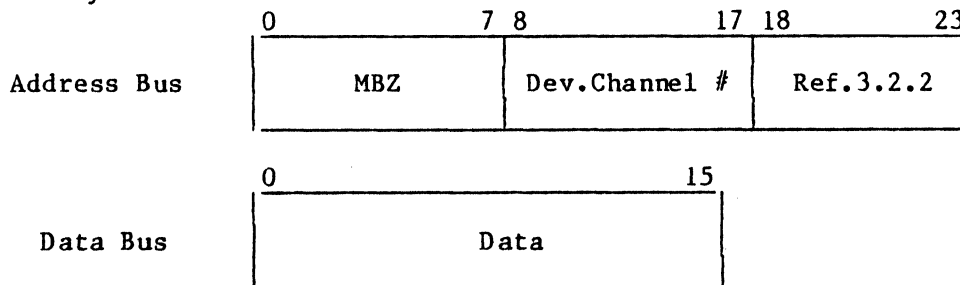 0 7 8 17 18 23
Address Bus MBZ Dev.Channel # Ref.3.2.2
0 15
Data Bus Data